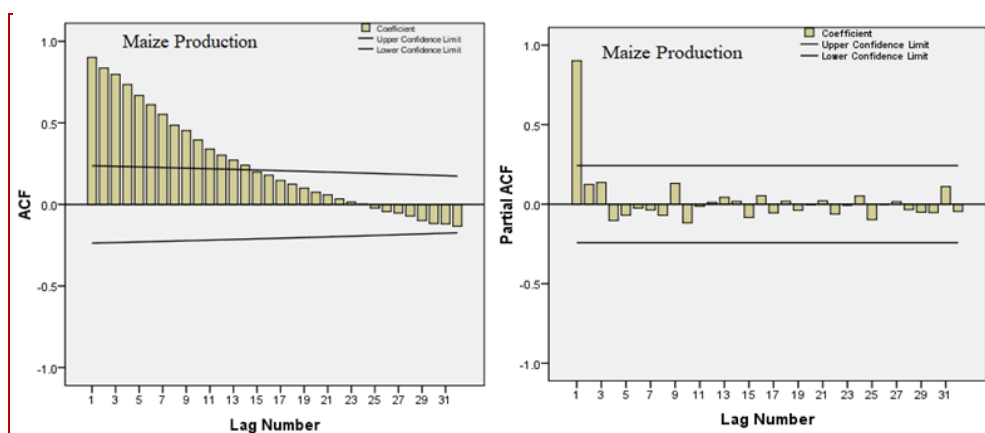 Maize Production
Coefficient
Upper Confidence Limit
Lower Confidence Limit
1.0
0.5
0.0
-0.5
-1.0
ACF
1 3 5 7 9 11 13 15 17 19 21 23 25 27 29 31
Lag Number
Maize Production
Coefficient
Upper Confidence Limit
Lower Confidence Limit
1.0
0.5
0.0
-0.5
-1.0
Partial ACF
1 3 5 7 9 11 13 15 17 19 21 23 25 27 29 31
Lag Number